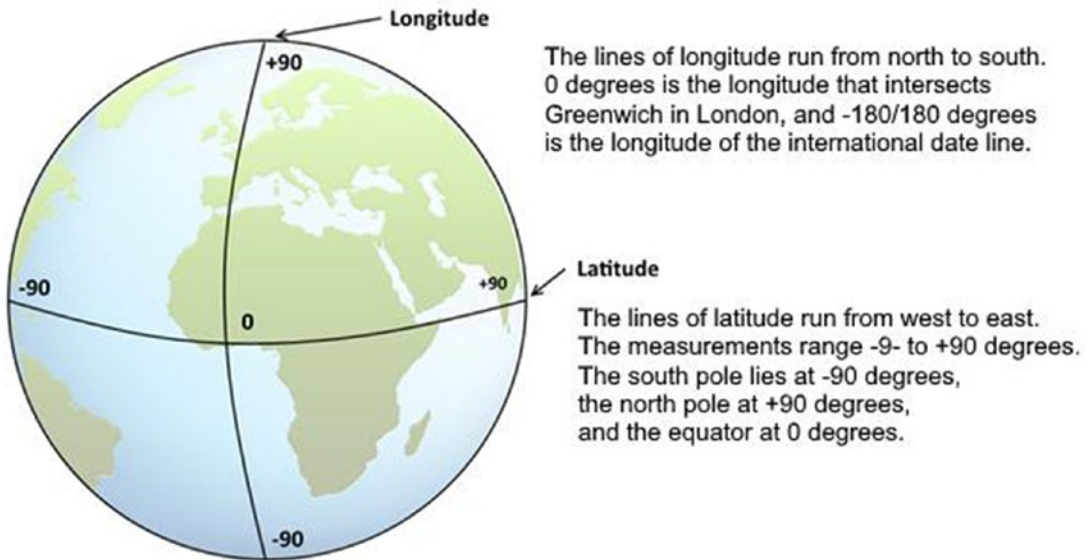 Longitude
+90
The lines of longitude run from north to south.
0 degrees is the longitude that intersects
Greenwich in London, and -180/180 degrees
is the longitude of the international date line.
-90
+90
Latitude
0
The lines of latitude run from west to east.
The measurements range -9- to +90 degrees.
The south pole lies at -90 degrees,
the north pole at +90 degrees,
and the equator at 0 degrees.
-90